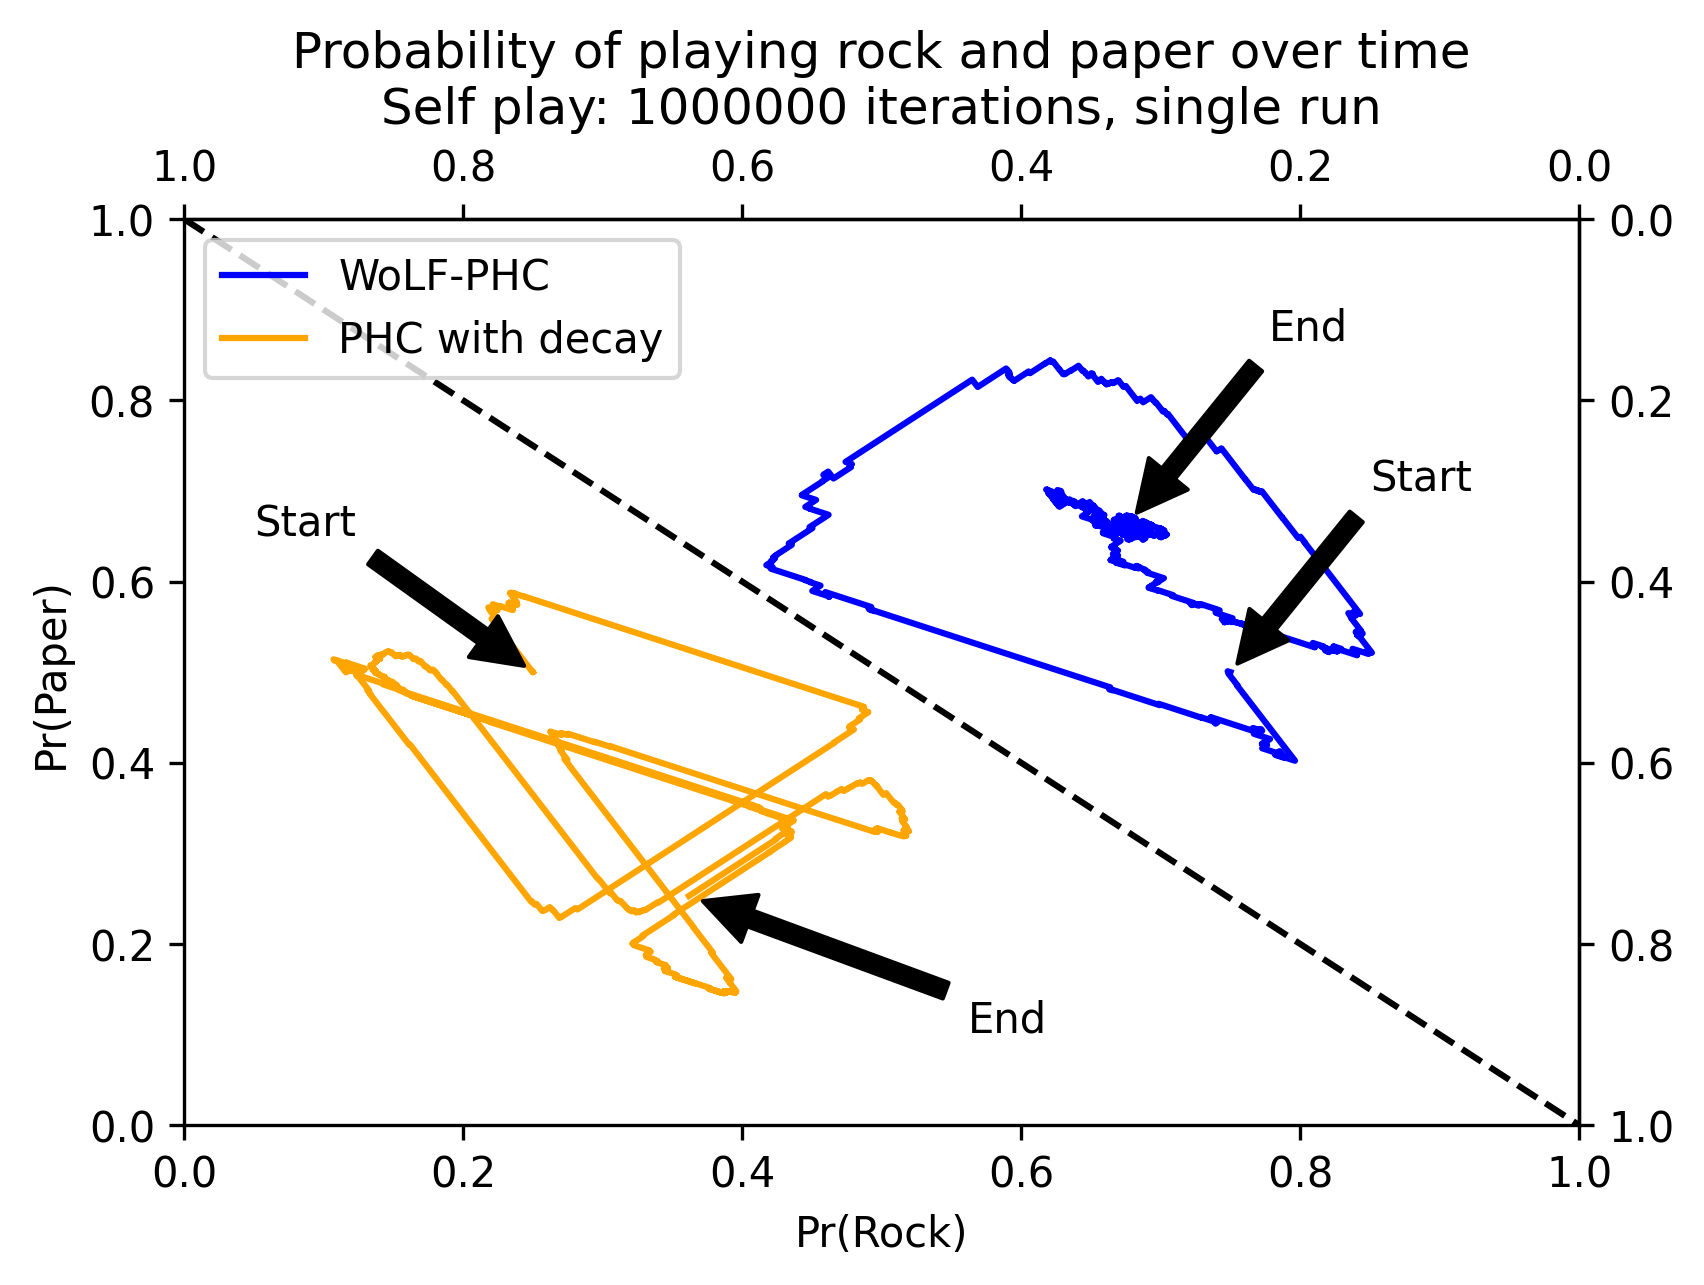 Probability of playing rock and paper over time
Self play: 1000000 iterations, single run
1.0 0.8 0.6 0.4 0.2 0.0
1.0 0.0
WoLF-PHC
PHC with decay
End
0.8 0.2
Start
Start
0.6 0.4
Pr(Paper)
0.4 0.6
0.2 0.8
End
0.0 1.0
0.0 0.2 0.4 0.6 0.8 1.0
Pr(Rock)